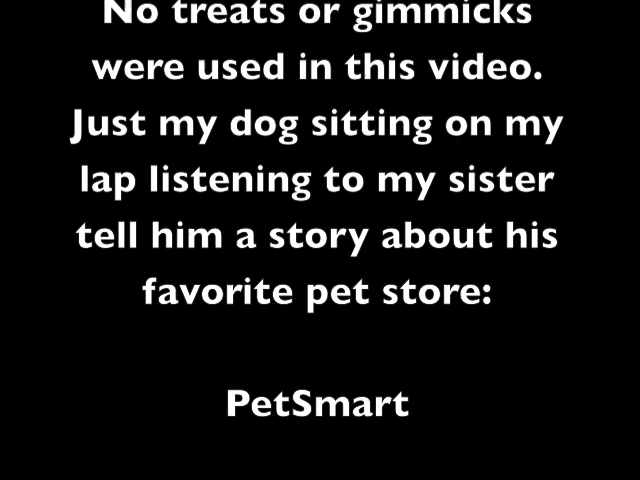 No treats or gimmicks
were used in this video.
Just my dog sitting on my
lap listening to my sister
tell him a story about his
favorite pet store:
PetSmart